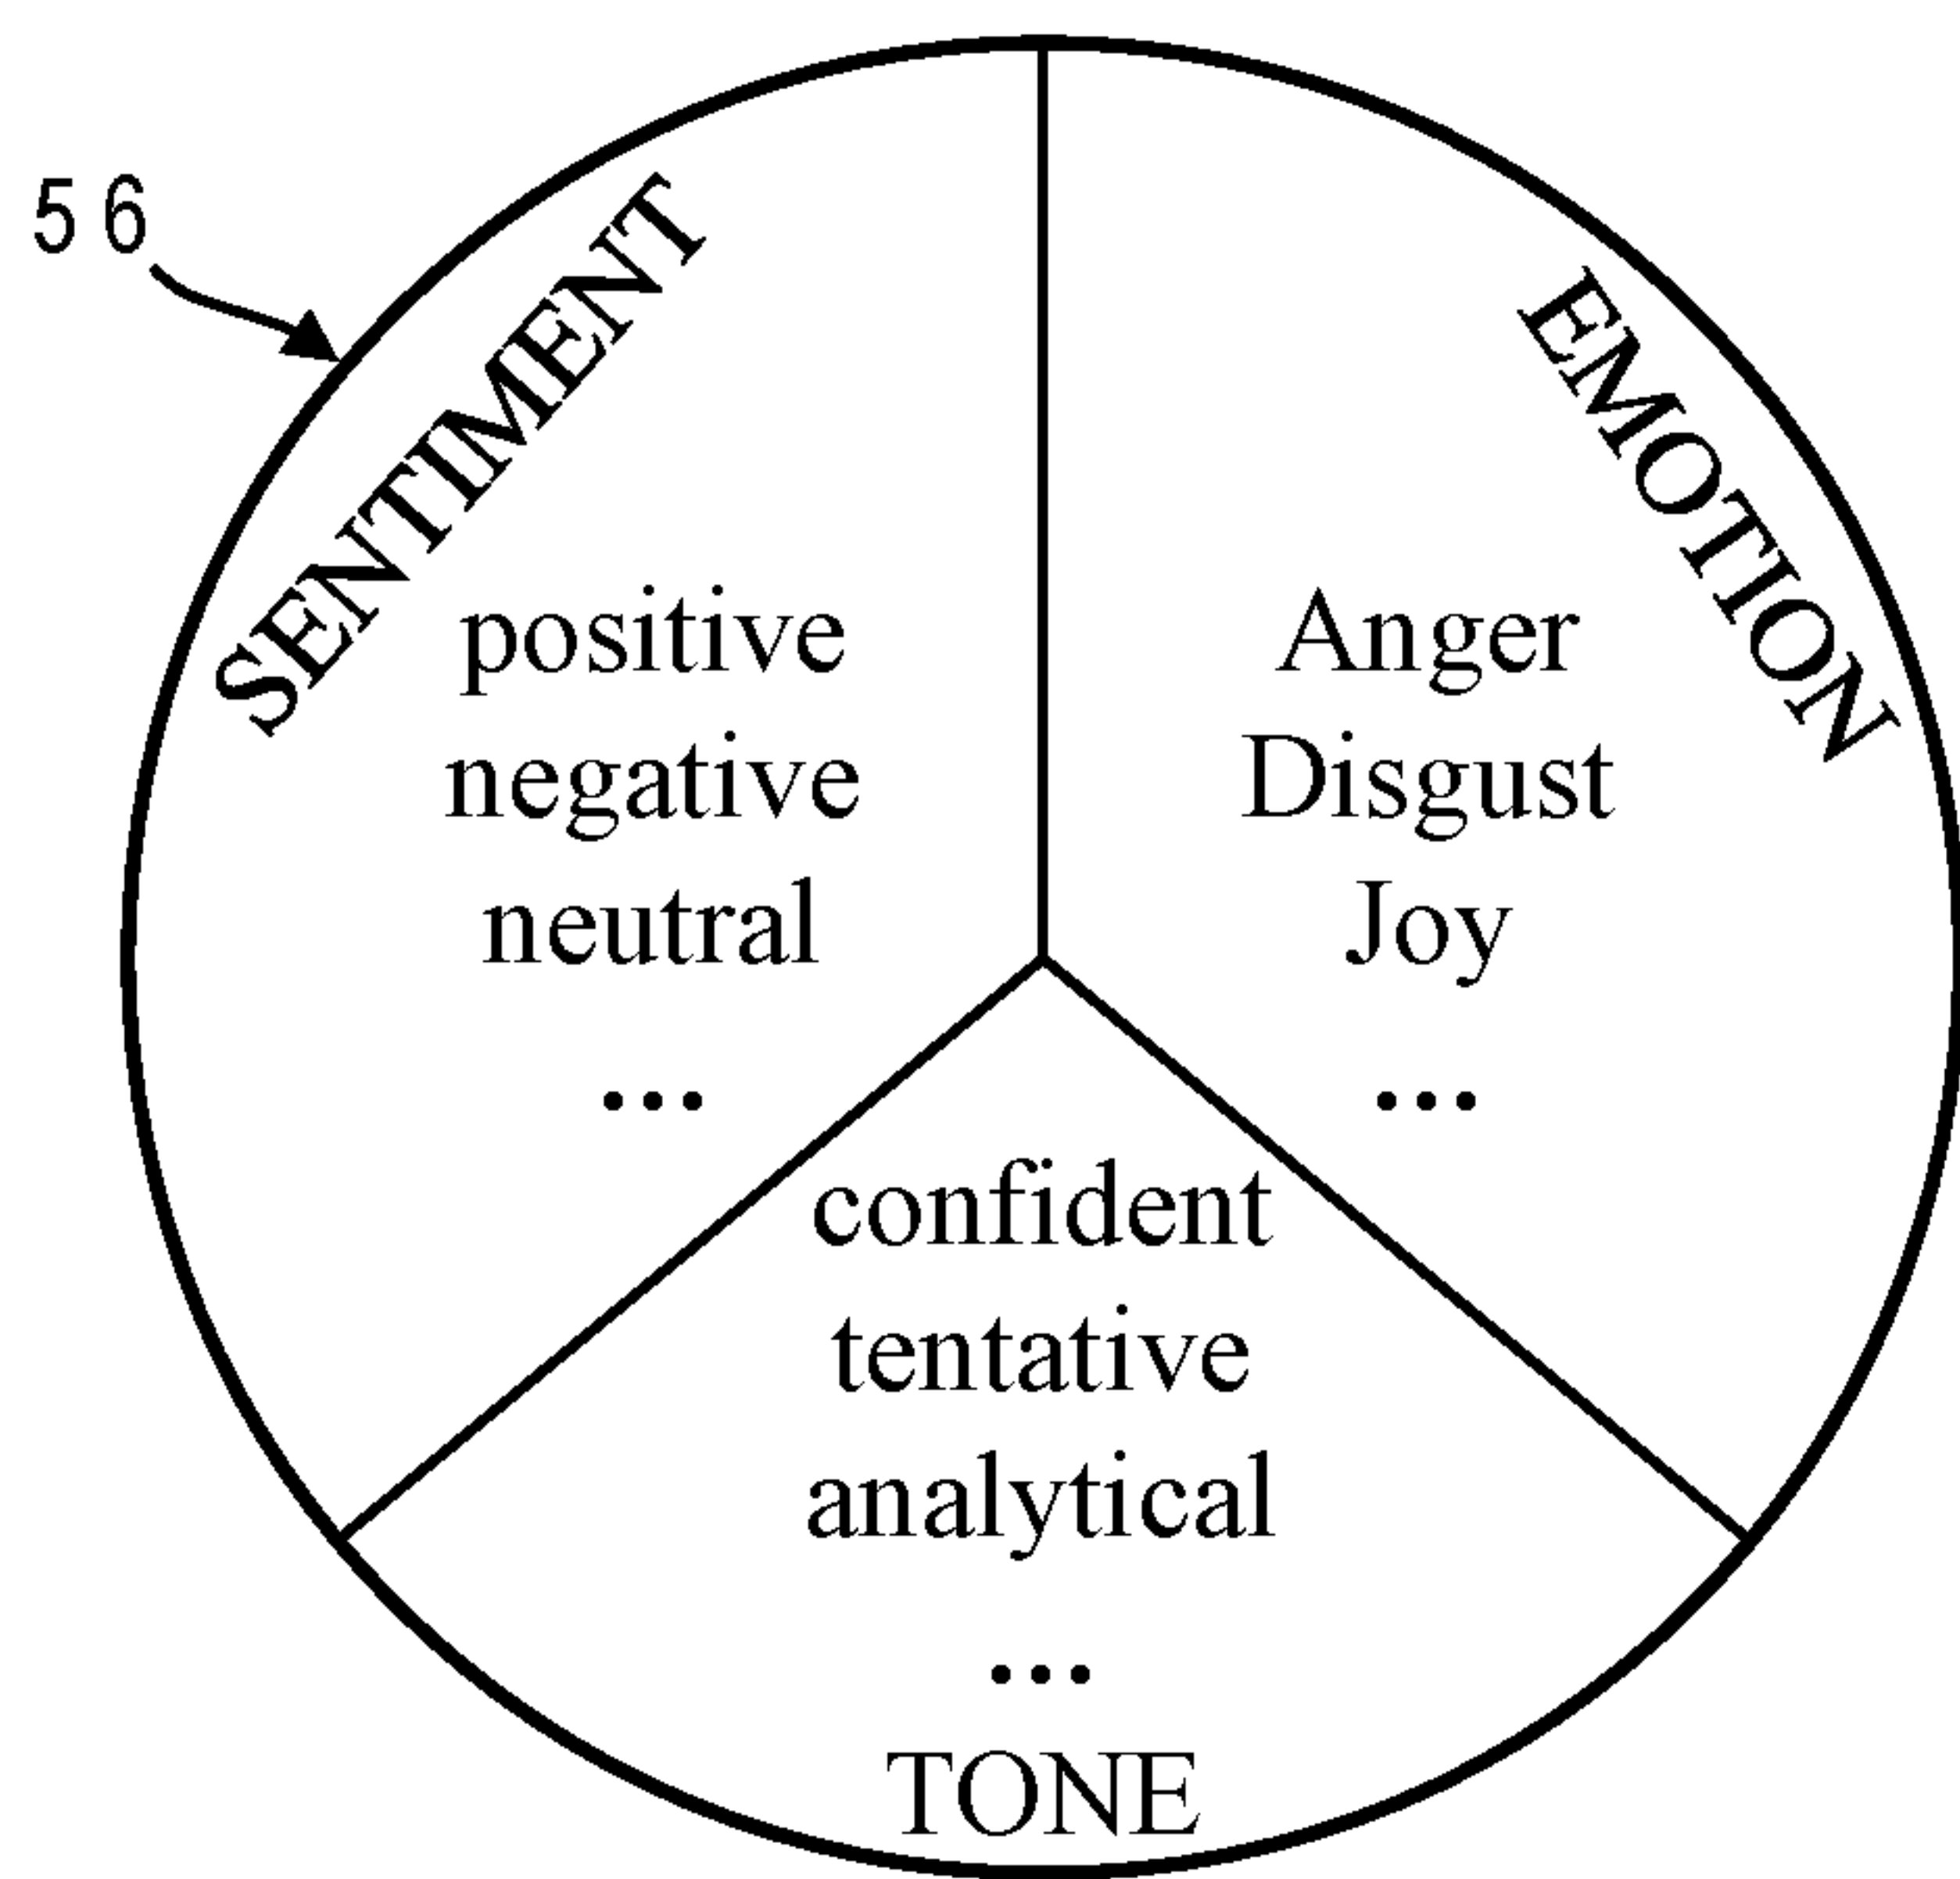 56
SENTIMENT
positive
negative
neutral
...
EMOTION
Anger
Disgust
Joy
...
confident
tentative
analytical
...
TONE